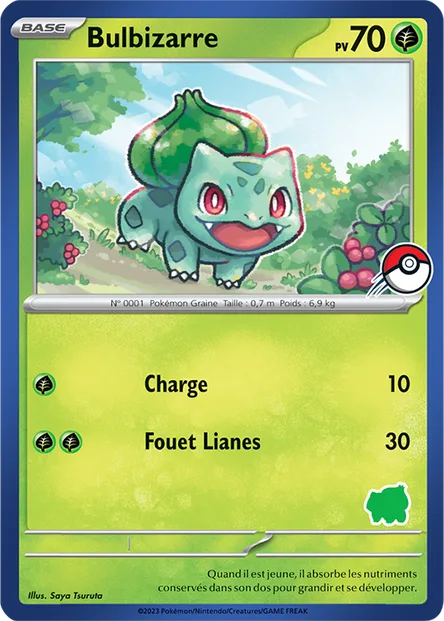 BASE
Bulbizarre
PV 70
N° 0001 Pokémon Graine Taille : 0,7 m Poids : 6,9 kg
Charge 10
Fouet Lianes 30
Quand il est jeune, il absorbe les nutriments
conservés dans son dos pour grandir et se développer.
Illus. Saya Tsuruta
©2023 Pokémon/Nintendo/Creatures/GAME FREAK